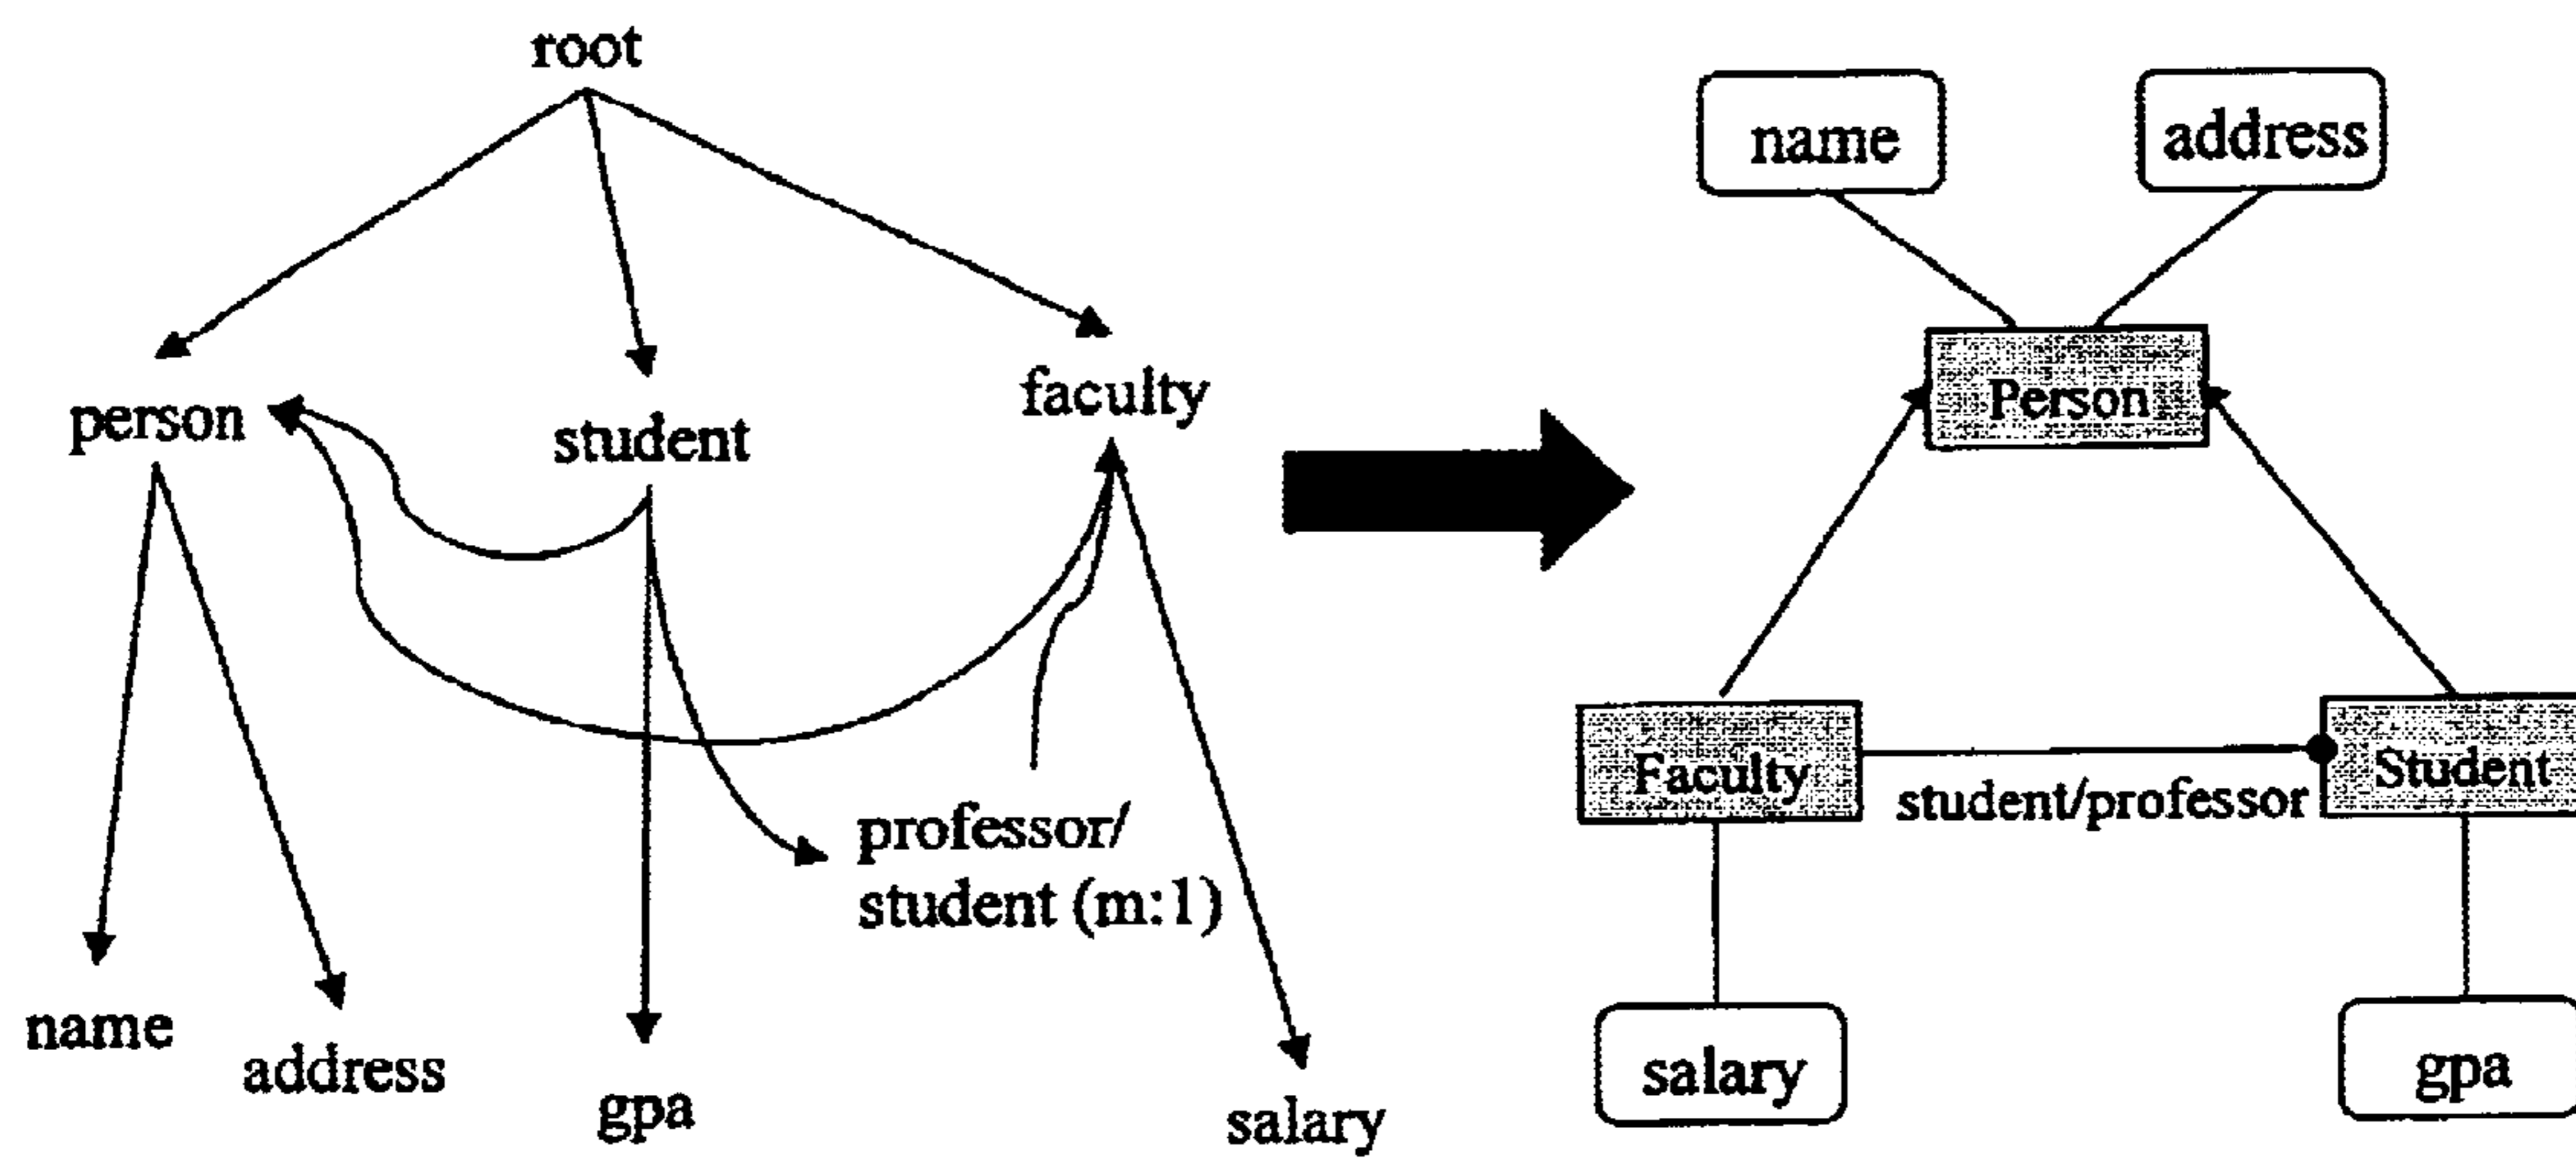 root
person
student
faculty
professor/
student (m:1)
name
address
gpa
salary
name
address
Person
Faculty
student/professor
Student
salary
gpa